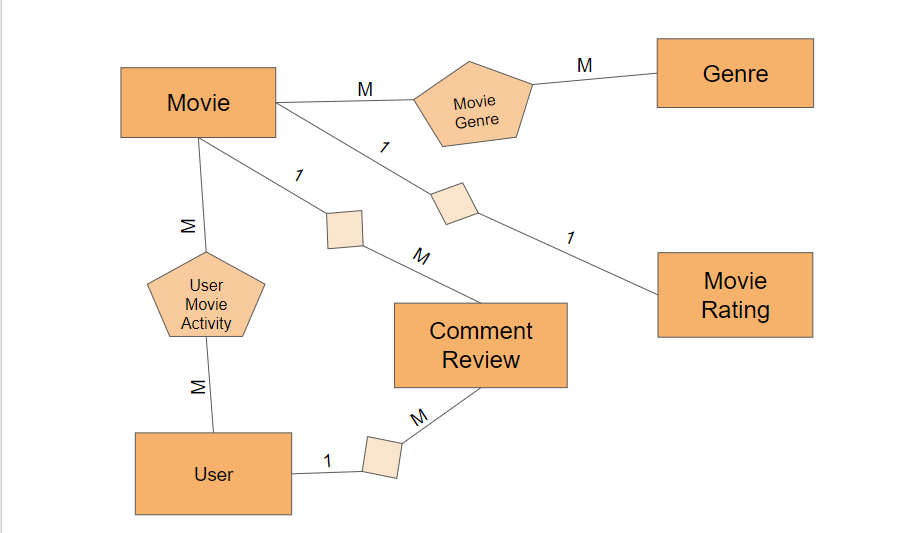 Movie
M
Movie
Genre
M
Genre
1
1
Movie
Rating
1
M
Comment
Review
M
User
Movie
Activity
M
User
1
M